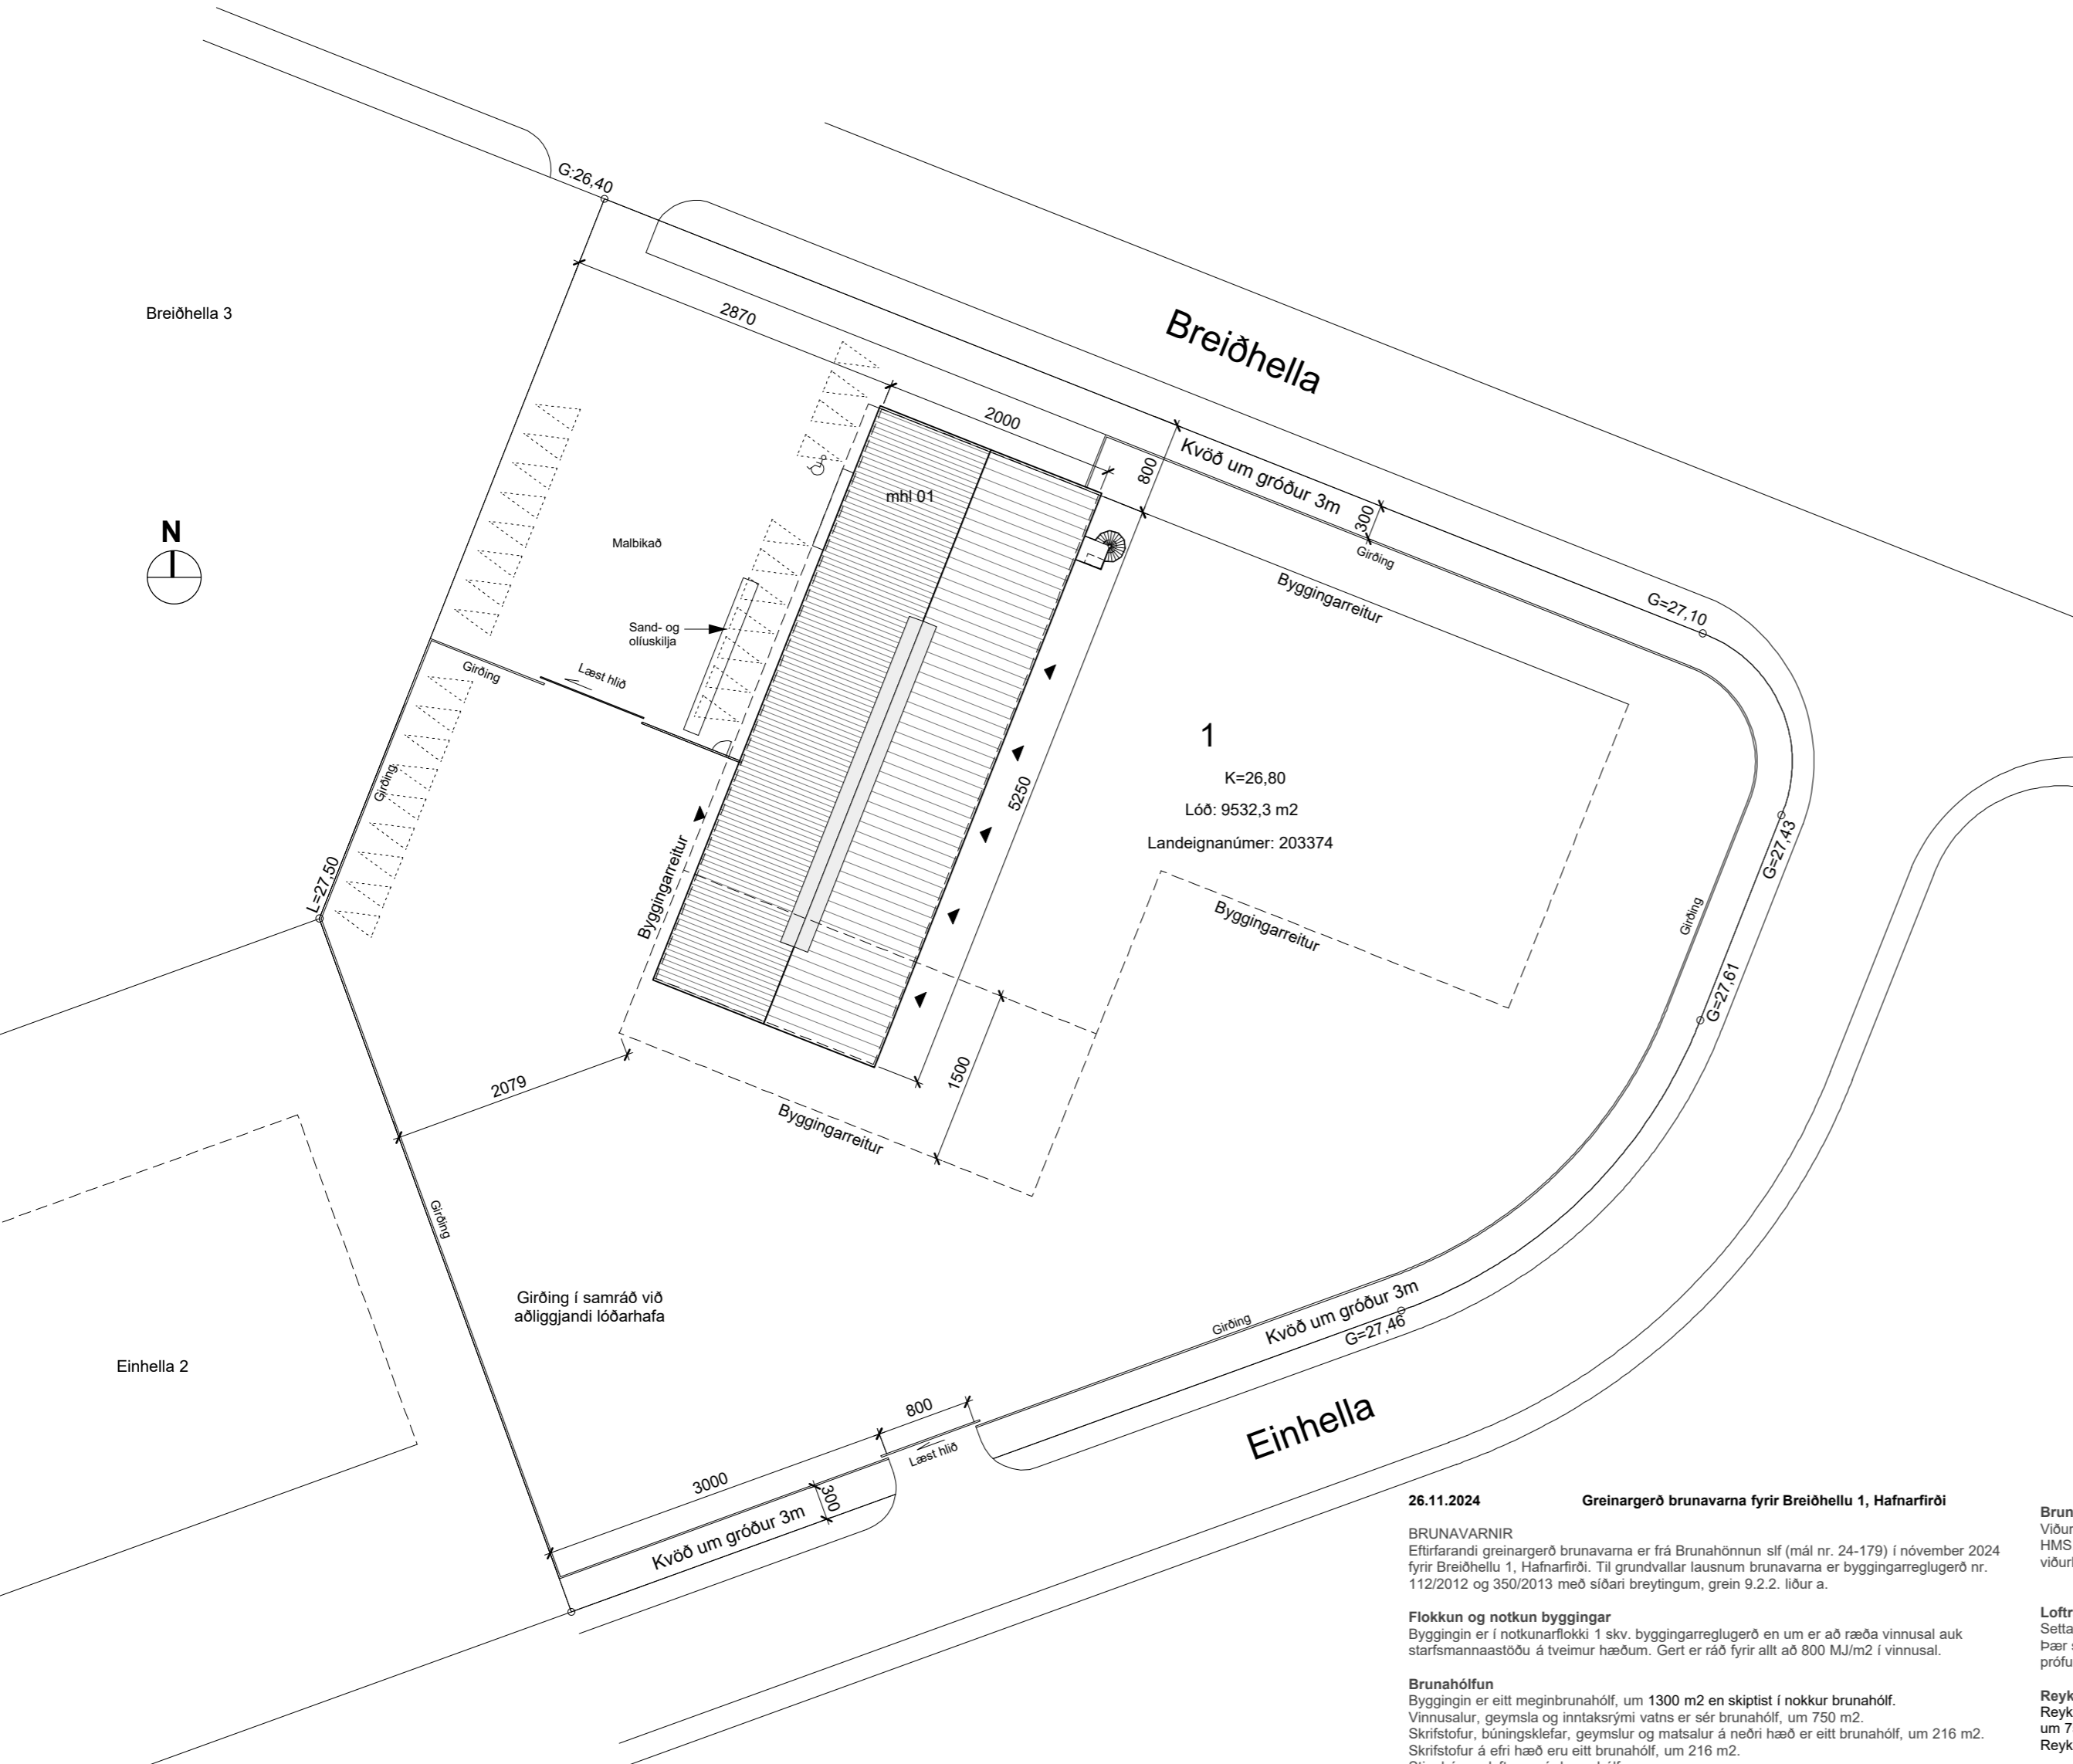 G:26,40
Breiðhella 3
2870
Breiðhella
2000
800
Kvöð um gróður 3m
300
Girðing
mhl 01
N
Malbikað
Byggingarreitur
G=27,10
Sand- og
olíuskilja
Girðing
Læst hlið
1
K=26,80
Lóð: 9532,3 m2
Landeignanúmer: 203374
5250
Girðing
G=27,43
L=27,50
Byggingarreitur
Byggingarreitur
Girðing
G=27,61
2079
1500
Byggingarreitur
Girðing
Girðing í samráð við
aðliggjandi lóðarhafa
Einhella 2
Girðing
Kvöð um gróður 3m
G=27,46
800
Læst hlið
Einhella
3000
300
Kvöð um gróður 3m
26.11.2024 Greinargerð brunavarna fyrir Breiðhellu 1, Hafnarfirði
BRUNAVARNIR
Eftirfarandi greinargerð brunavarna er frá Brunahönnun slf (mál nr. 24-179) í nóvember 2024
fyrir Breiðhellu 1, Hafnarfirði. Til grundvallar lausnum brunavarna er byggingarreglugerð nr.
112/2012 og 350/2013 með síðari breytingum, grein 9.2.2. liður a.
Flokkun og notkun byggingar
Byggingin er í notkunarflokki 1 skv. byggingarreglugerð en um er að ræða vinnusal auk
starfsmannaastöðu á tveimur hæðum. Gert er ráð fyrir allt að 800 MJ/m2 í vinnusal.
Brunahólfun
Byggingin er eitt meginbrunahólf, um 1300 m2 en skiptist í nokkur brunahólf.
Vinnusalur, geymsla og inntaksrými vatns er sér brunahólf, um 750 m2.
Skrifstofur, búningsklefar, geymslur og matsalur á neðri hæð er eitt brunahólf, um 216 m2.
Skrifstofur á efri hæð eru eitt brunahólf, um 216 m2.
HMS
um 7